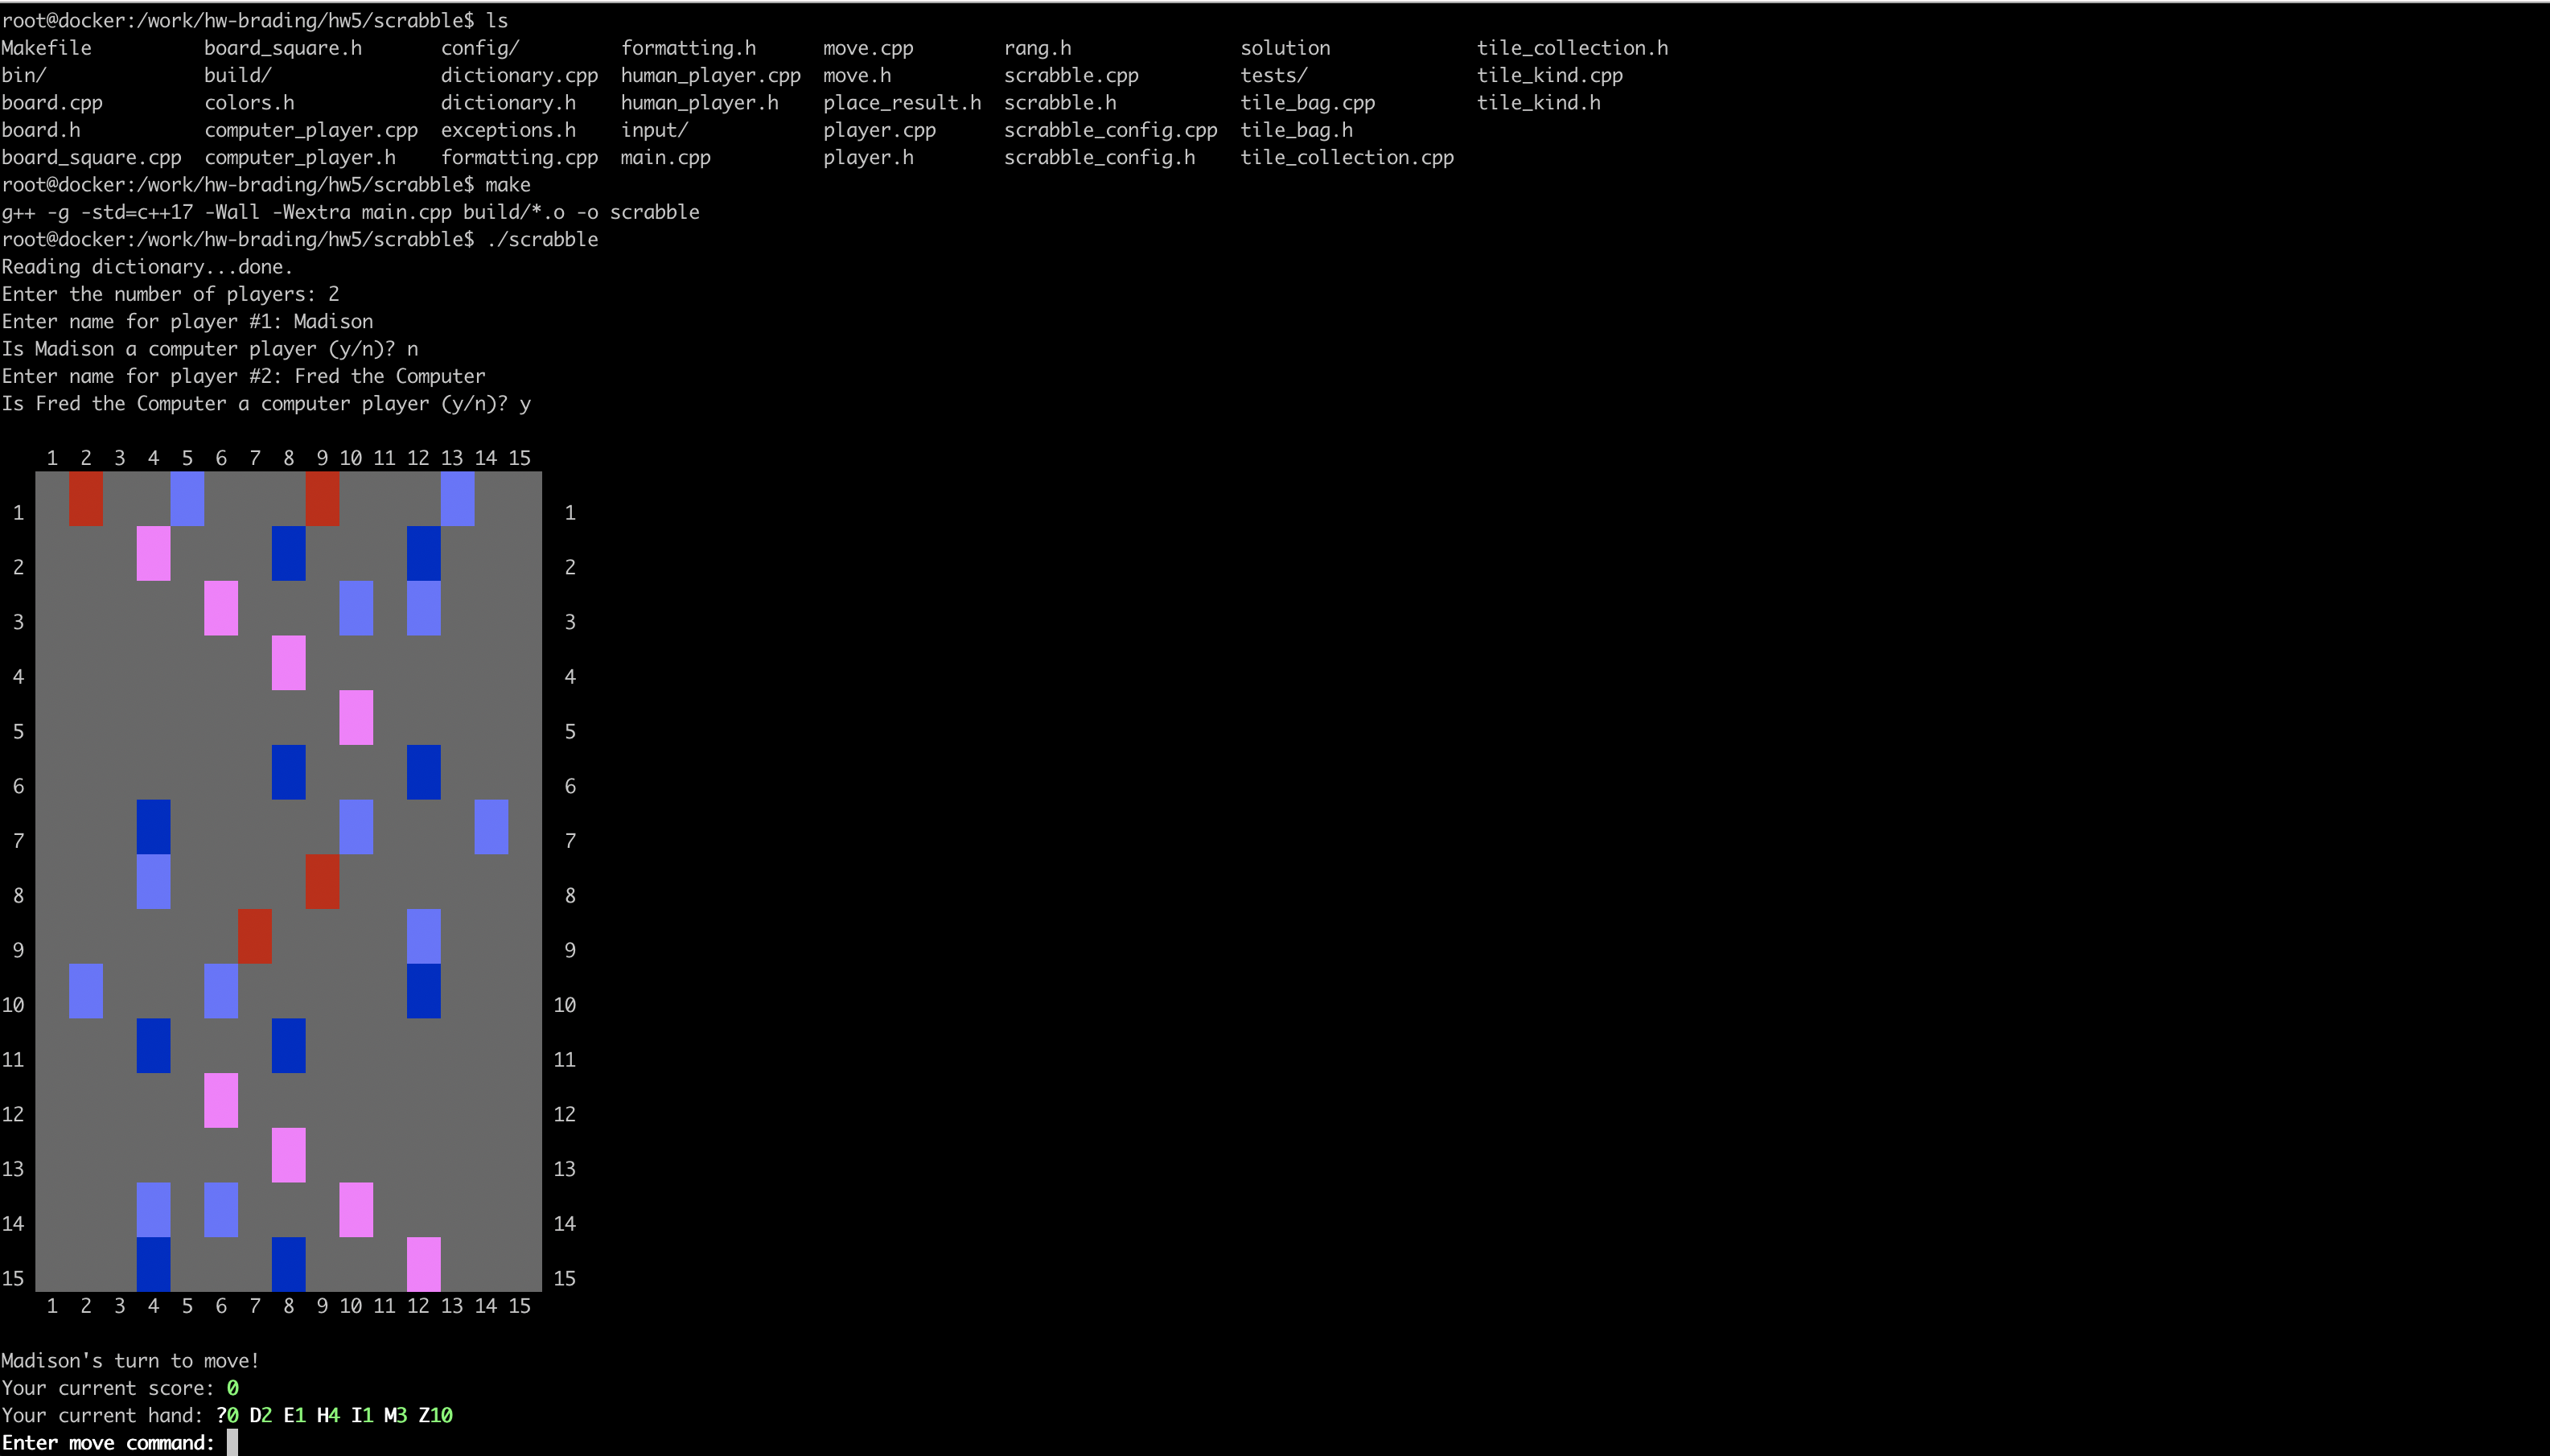 root@docker:/work/hw-brading/hw5/scrabble$ ls
Makefile board_square.h config/ formatting.h move.cpp rang.h solution tile_collection.h
bin/ build/ dictionary.cpp human_player.cpp move.h scrabble.cpp tests/ tile_kind.cpp
board.cpp colors.h dictionary.h human_player.h place_result.h scrabble.h tile_bag.cpp tile_kind.h
board.h computer_player.cpp exceptions.h input/ player.cpp scrabble_config.cpp tile_bag.h
board_square.cpp computer_player.h formatting.cpp main.cpp player.h scrabble_config.h tile_collection.cpp
root@docker:/work/hw-brading/hw5/scrabble$ make
g++ -g -std=c++17 -Wall -Wextra main.cpp build/*.o -o scrabble
root@docker:/work/hw-brading/hw5/scrabble$ ./scrabble
Reading dictionary...done.
Enter the number of players: 2
Enter name for player #1: Madison
Is Madison a computer player (y/n)? n
Enter name for player #2: Fred the Computer
Is Fred the Computer a computer player (y/n)? y
1 2 3 4 5 6 7 8 9 10 11 12 13 14 15
1 1
2 2
3 3
4 4
5 5
6 6
7 7
8 8
9 9
10 10
11 11
12 12
13 13
14 14
15 15
1 2 3 4 5 6 7 8 9 10 11 12 13 14 15
Madison's turn to move!
Your current score: 0
Your current hand: ?0 D2 E1 H4 I1 M3 Z10
Enter move command: